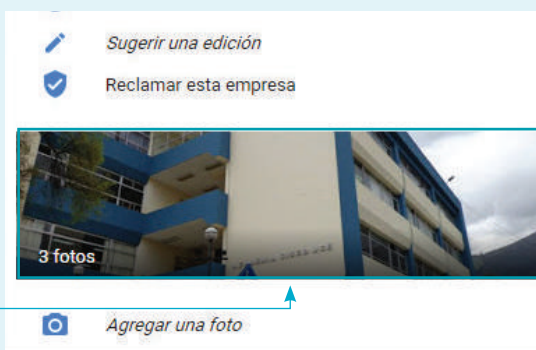 Sugerir una edición
Reclamar esta empresa
3 fotos
Agregar una foto